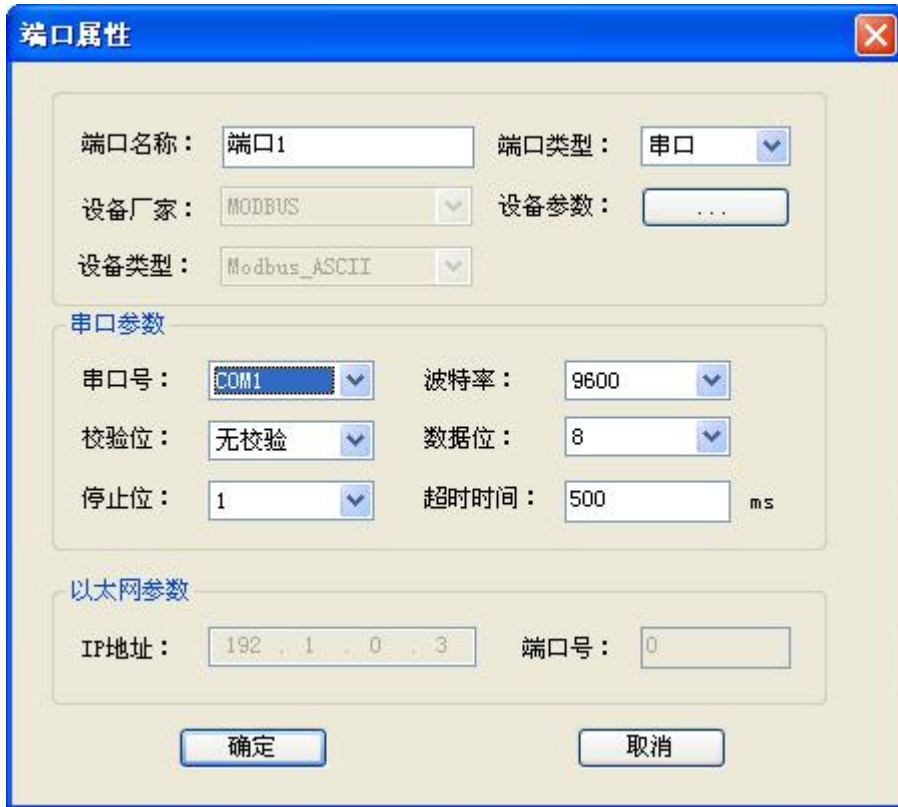 端口属性
端口名称： 端口1 端口类型： 串口
设备厂家： MODBUS 设备参数： ...
设备类型： Modbus_ASCII
串口参数
串口号： COM1 波特率： 9600
校验位： 无校验 数据位： 8
停止位： 1 超时时间： 500 ms
以太网参数
IP地址： 192 . 1 . 0 . 3 端口号： 0
确定 取消